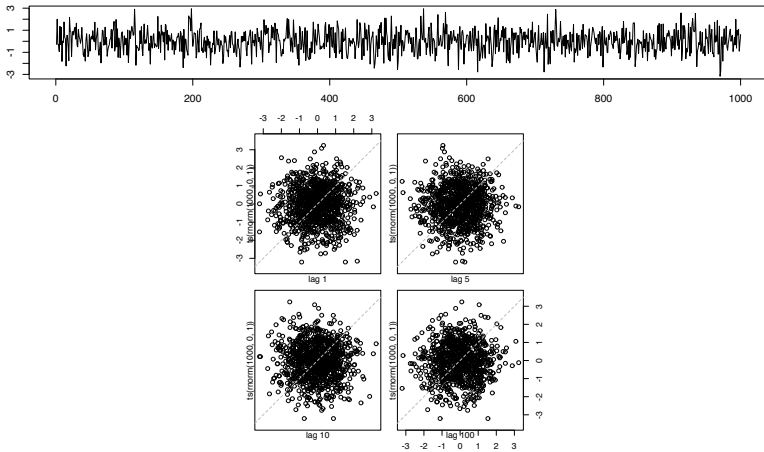 3
1
-1
-3
0 200 400 600 800 1000
-3 -2 -1 0 1 2 3
3
2
1
0
-1
-2
-3
ts(rnorm(1000, 0, 1))
lag 1
ts(rnorm(1000, 0, 1))
lag 5
ts(rnorm(1000, 0, 1))
lag 10
ts(rnorm(1000, 0, 1))
lag 100
3
2
1
0
-1
-2
-3
-3 -2 -1 0 1 2 3